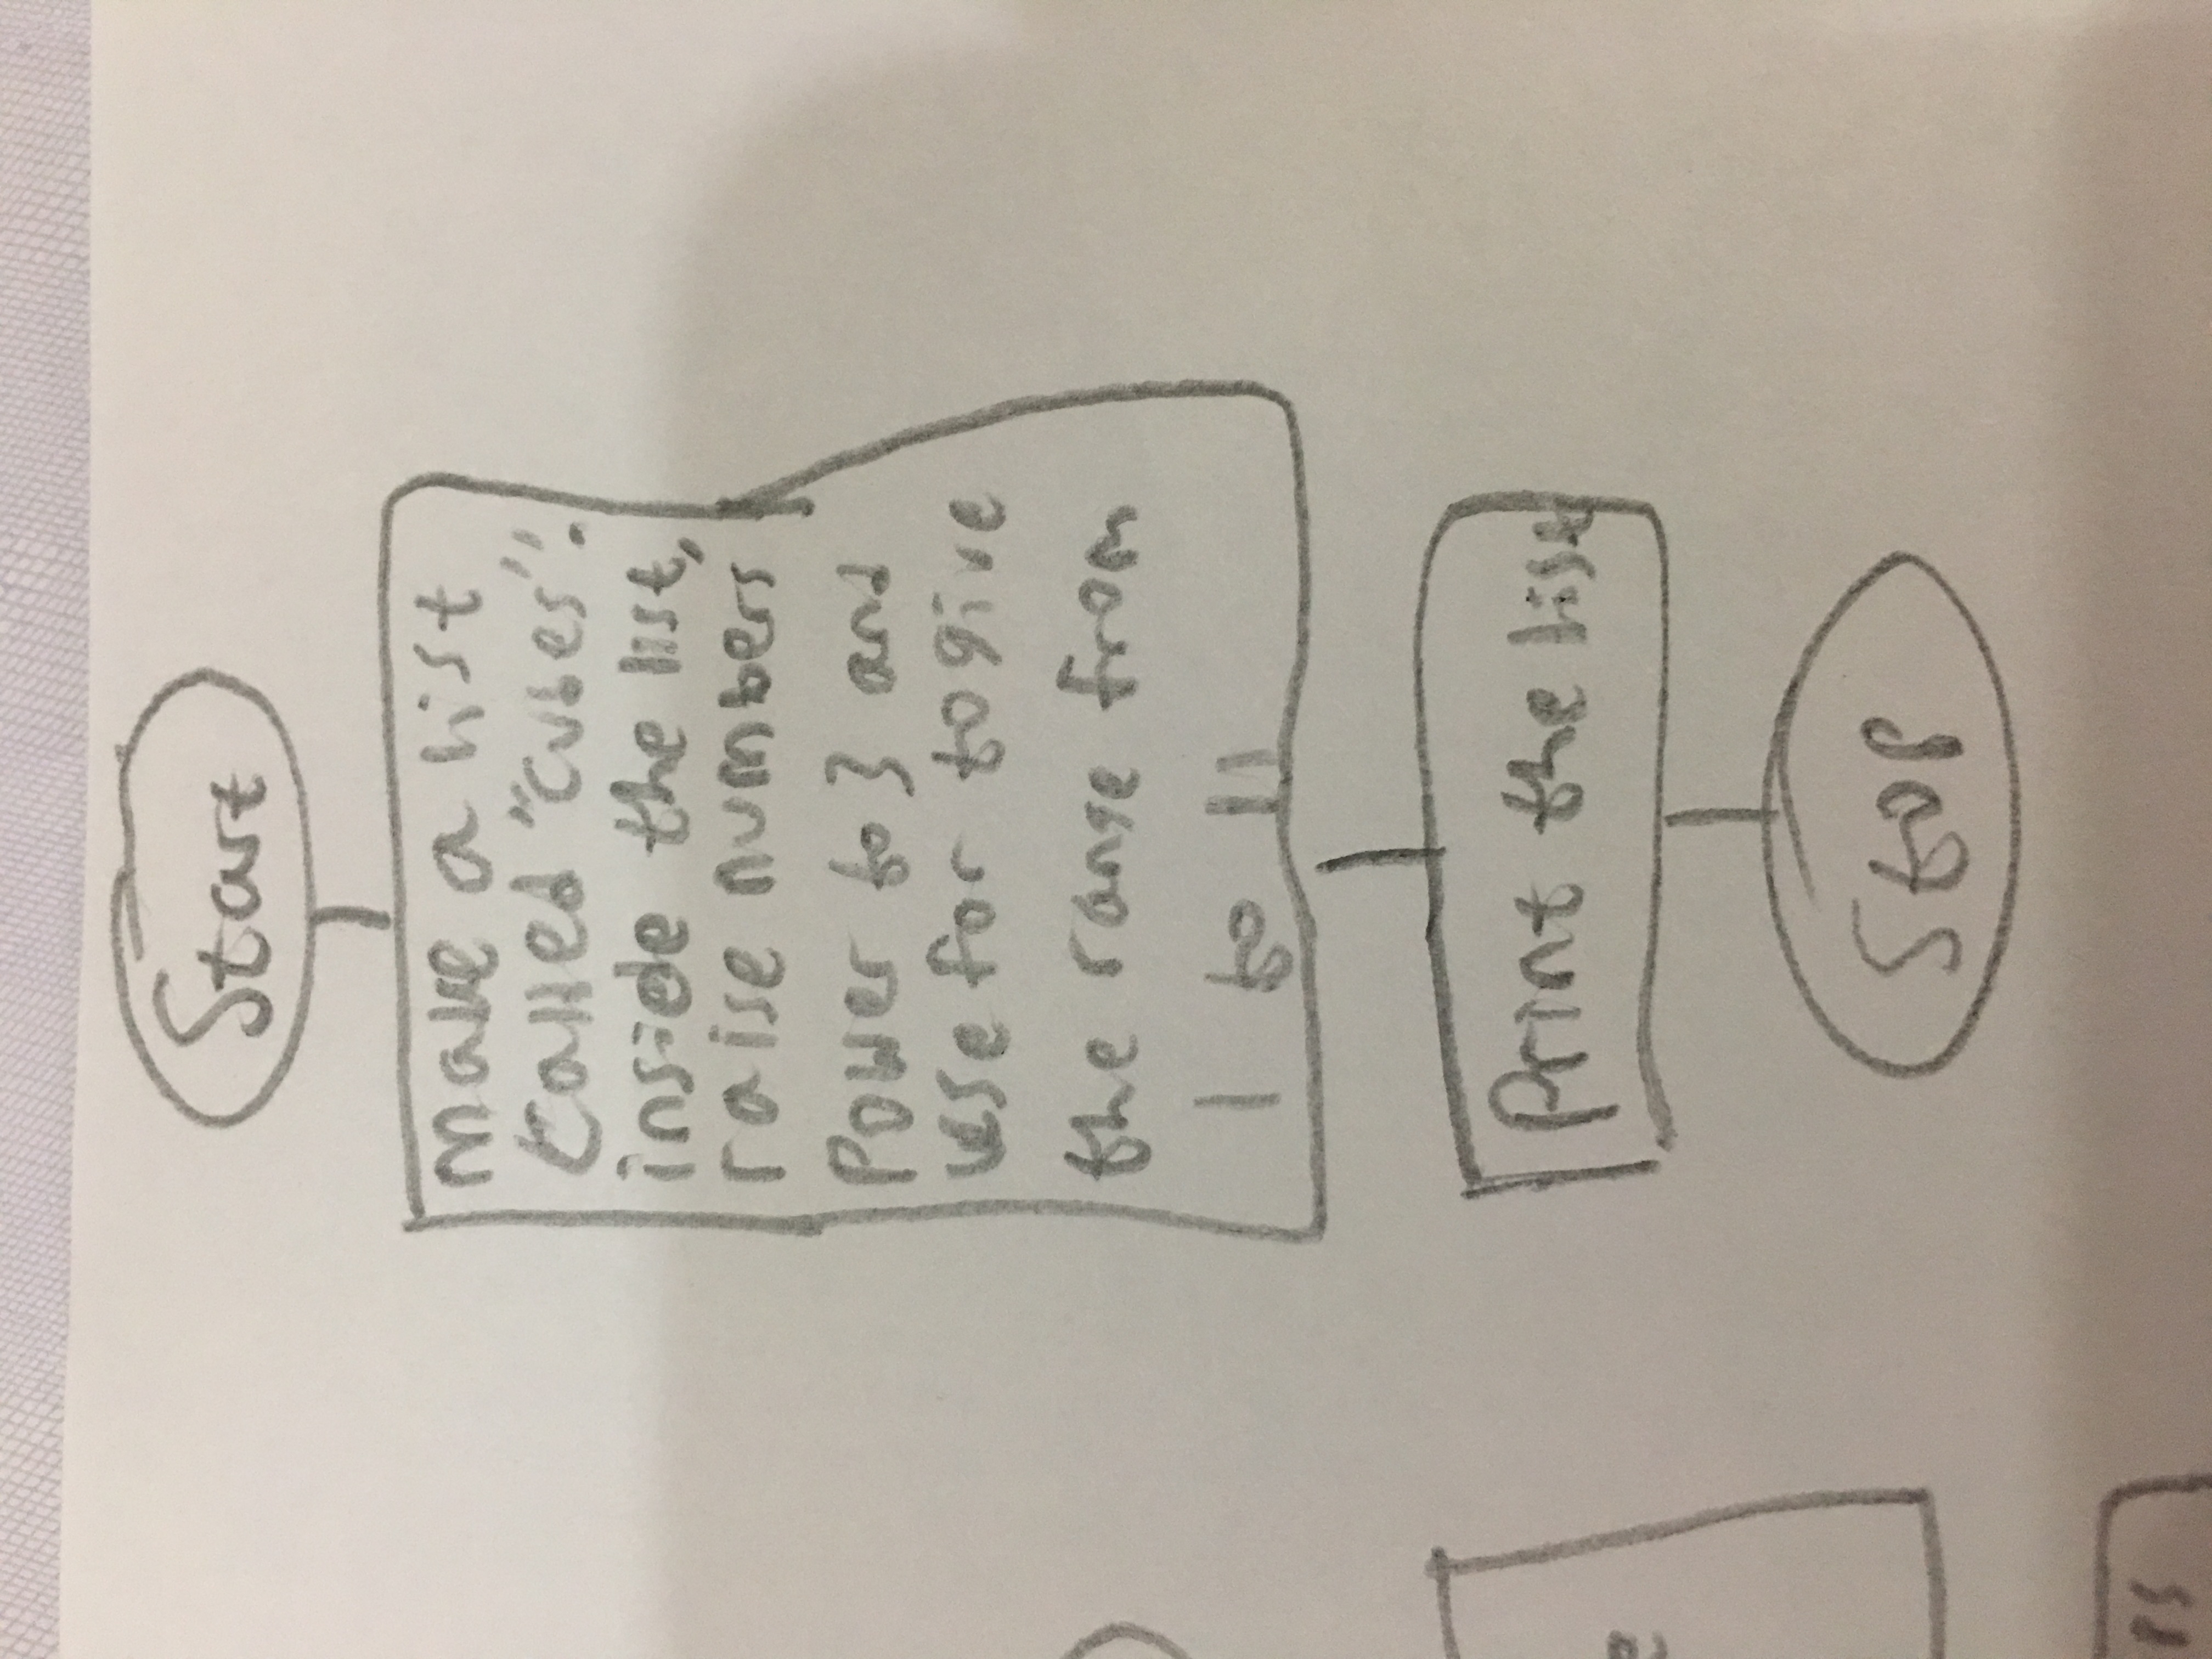 Start
make a list
called "cubes".
inside the list,
raise numbers
Power to 3 and
use for to give
the range from
1 to 11
Print the list
Stop
e
PS